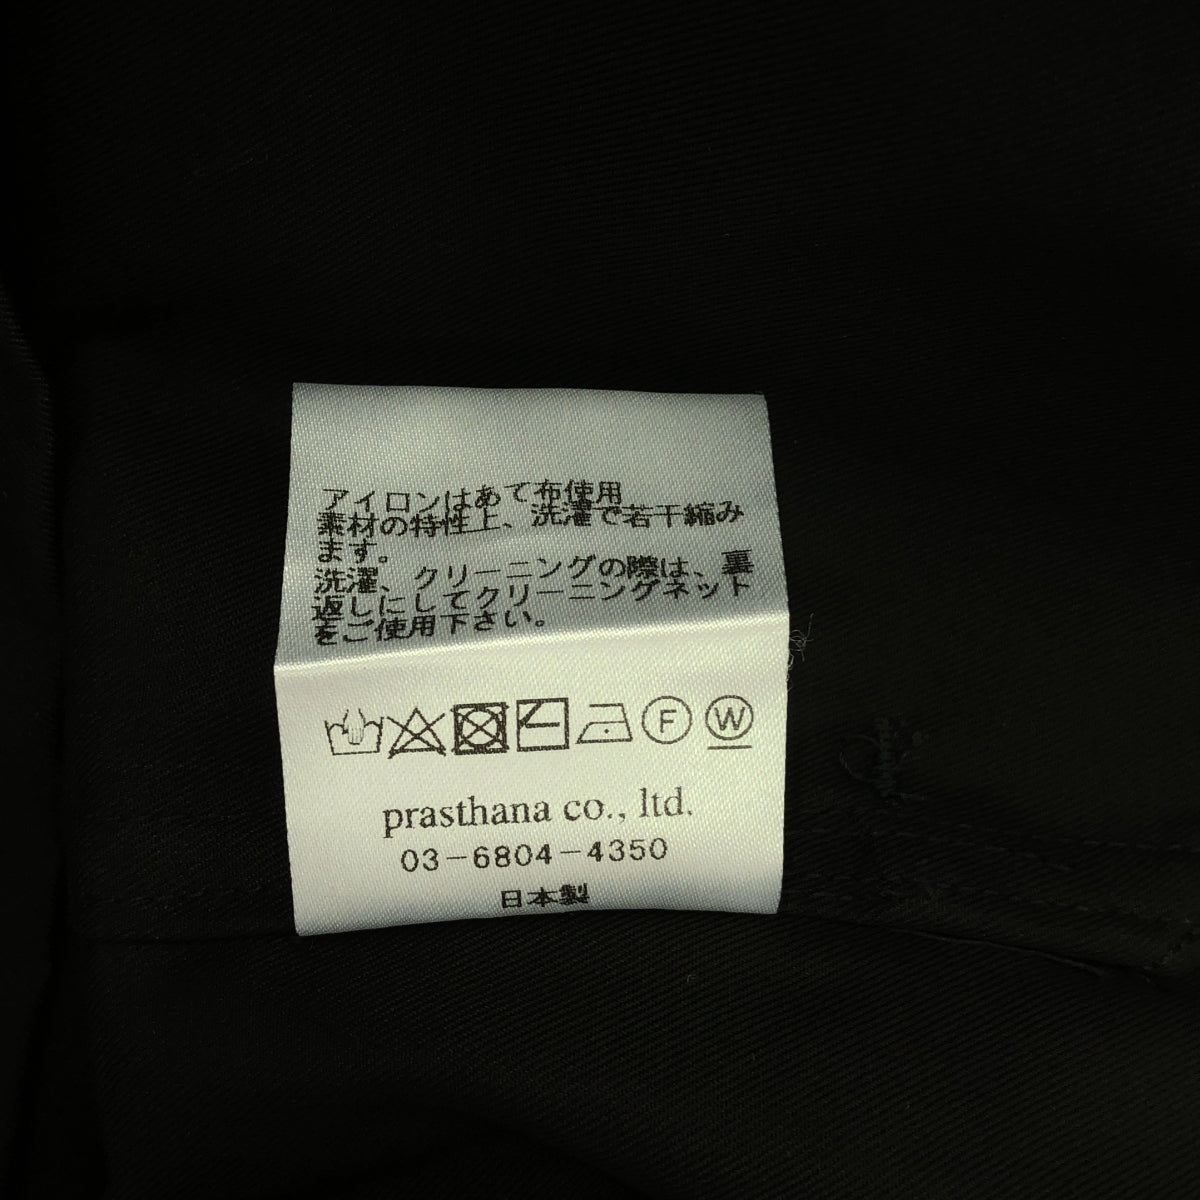 アイロンはあて布使用
素材の特性上、洗濯で若干縮み
ます。
洗濯、クリーニングの際は、裏
返しにしてクリーニングネット
をご使用下さい。
F W
prasthana co., ltd.
03-6804-4350
日本製